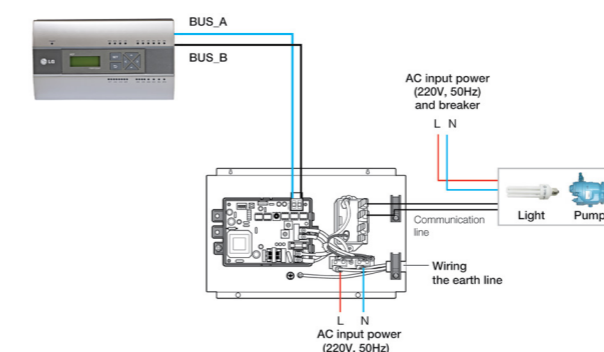 BUS_A
BUS_B
LG
AC input power
(220V, 50Hz)
and breaker
L N
Light Pump
Communication
line
Wiring
the earth line
L N
AC input power
(220V, 50Hz)